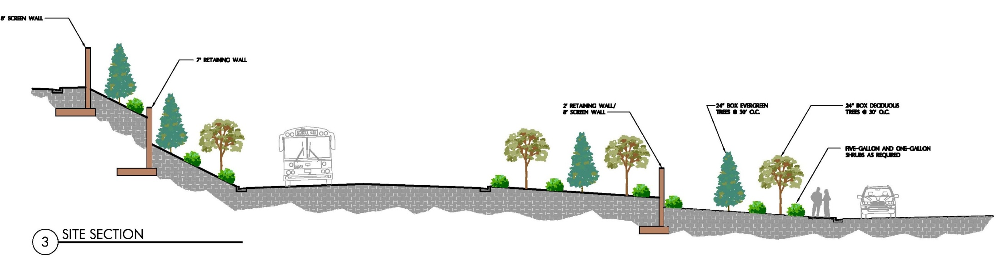 8' SCREEN WALL
7' RETAINING WALL
2' RETAINING WALL/
8' SCREEN WALL
24" BOX EVERGREEN
TREES @ 30' O.C.
24" BOX DECIDUOUS
TREES @ 30' O.C.
FIVE-GALLON AND ONE-GALLON
SHRUBS AS REQUIRED
SCHOOL BUS
28953
3 SITE SECTION